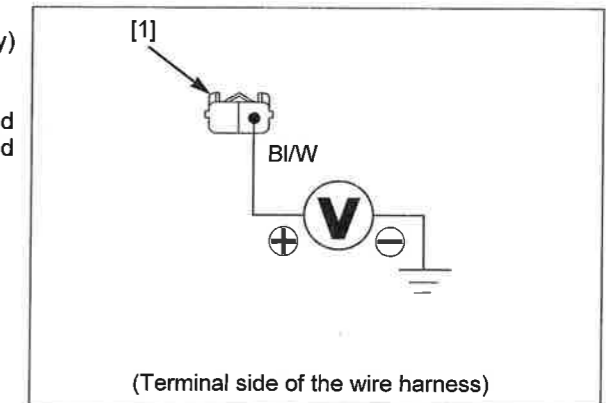 y)
d
d
[1]
Bl/W
V
(Terminal side of the wire harness)